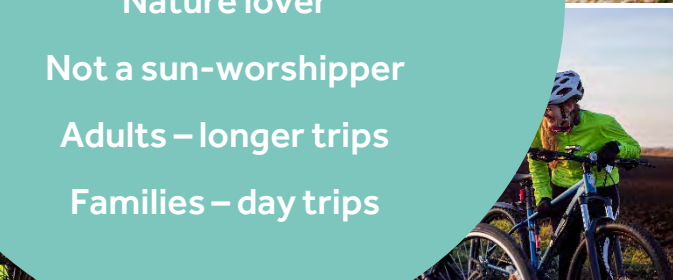 Nature lover
Not a sun-worshipper
Adults – longer trips
Families – day trips